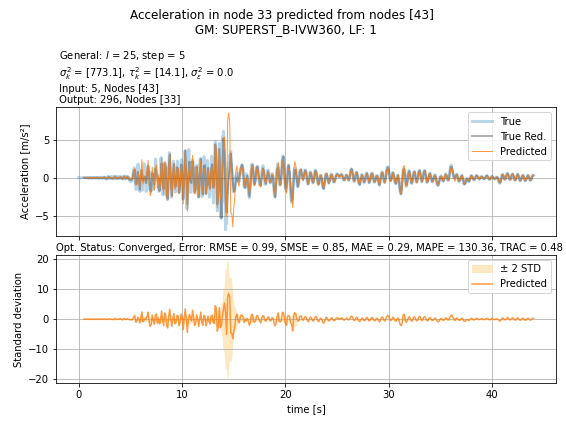 Acceleration in node 33 predicted from nodes [43]
GM: SUPERST_B-IVW360, LF: 1
General: l = 25, step = 5
σ²ₖ = [773.1], τ²ₖ = [14.1], σ²ε = 0.0
Input: 5, Nodes [43]
Output: 296, Nodes [33]
Acceleration [m/s²]
5
0
−5
True
True Red.
Predicted
Opt. Status: Converged, Error: RMSE = 0.99, SMSE = 0.85, MAE = 0.29, MAPE = 130.36, TRAC = 0.48
Standard deviation
20
10
0
−10
−20
± 2 STD
Predicted
0 10 20 30 40
time [s]